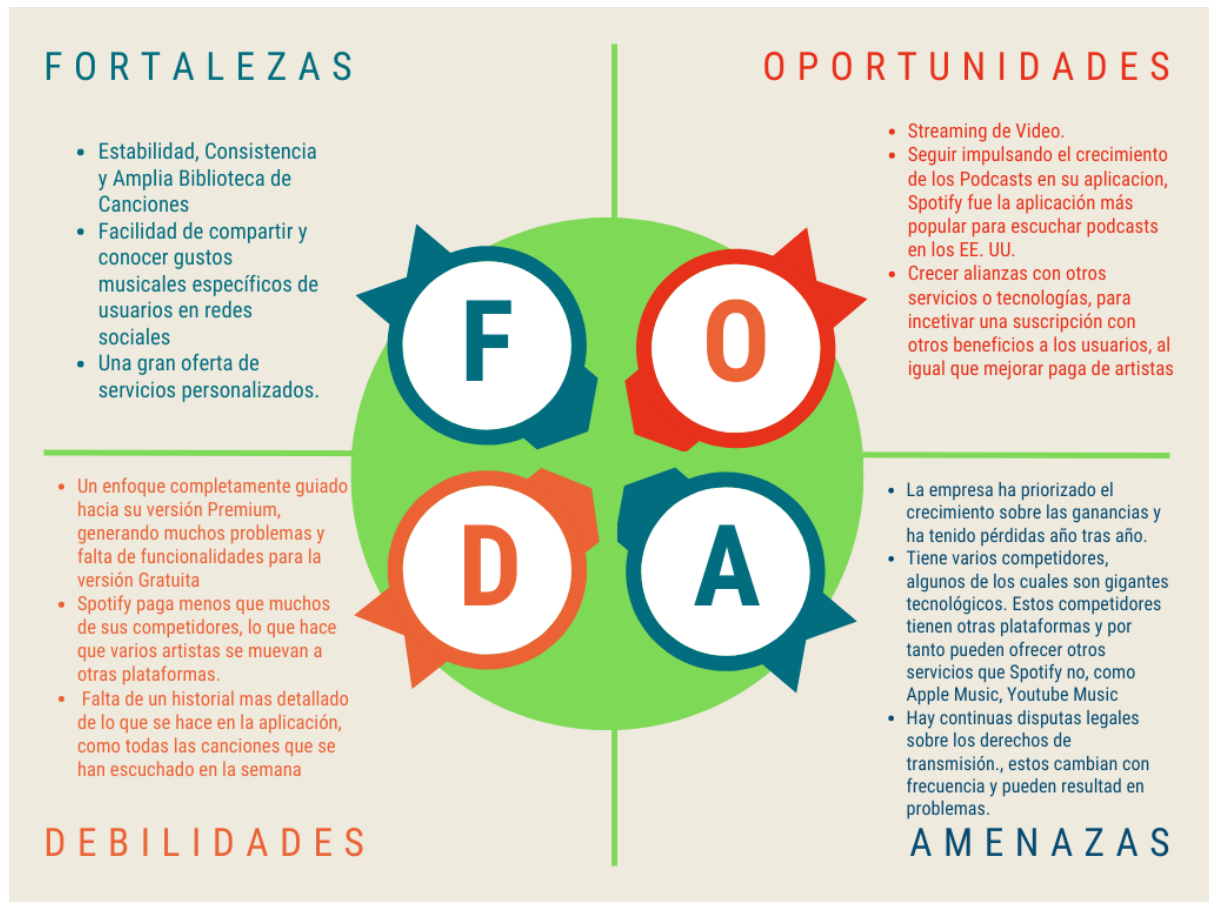 FORTALEZAS
• Estabilidad, Consistencia
y Amplia Biblioteca de
Canciones
• Facilidad de compartir y
conocer gustos
musicales específicos de
usuarios en redes
sociales
• Una gran oferta de
servicios personalizados.
OPORTUNIDADES
• Streaming de Video.
• Seguir impulsando el crecimiento
de los Podcasts en su aplicacion,
Spotify fue la aplicación más
popular para escuchar podcasts
en los EE. UU.
• Crecer alianzas con otros
servicios o tecnologías, para
incetivar una suscripción con
otros beneficios a los usuarios, al
igual que mejorar paga de artistas
F
O
D
A
• Un enfoque completamente guiado
hacia su versión Premium,
generando muchos problemas y
falta de funcionalidades para la
versión Gratuita
• Spotify paga menos que muchos
de sus competidores, lo que hace
que varios artistas se muevan a
otras plataformas.
• Falta de un historial mas detallado
de lo que se hace en la aplicación,
como todas las canciones que se
han escuchado en la semana
DEBILIDADES
• La empresa ha priorizado el
crecimiento sobre las ganancias y
ha tenido pérdidas año tras año.
• Tiene varios competidores,
algunos de los cuales son gigantes
tecnológicos. Estos competidores
tienen otras plataformas y por
tanto pueden ofrecer otros
servicios que Spotify no, como
Apple Music, Youtube Music
• Hay continuas disputas legales
sobre los derechos de
transmisión., estos cambian con
frecuencia y pueden resultad en
problemas.
AMENAZAS